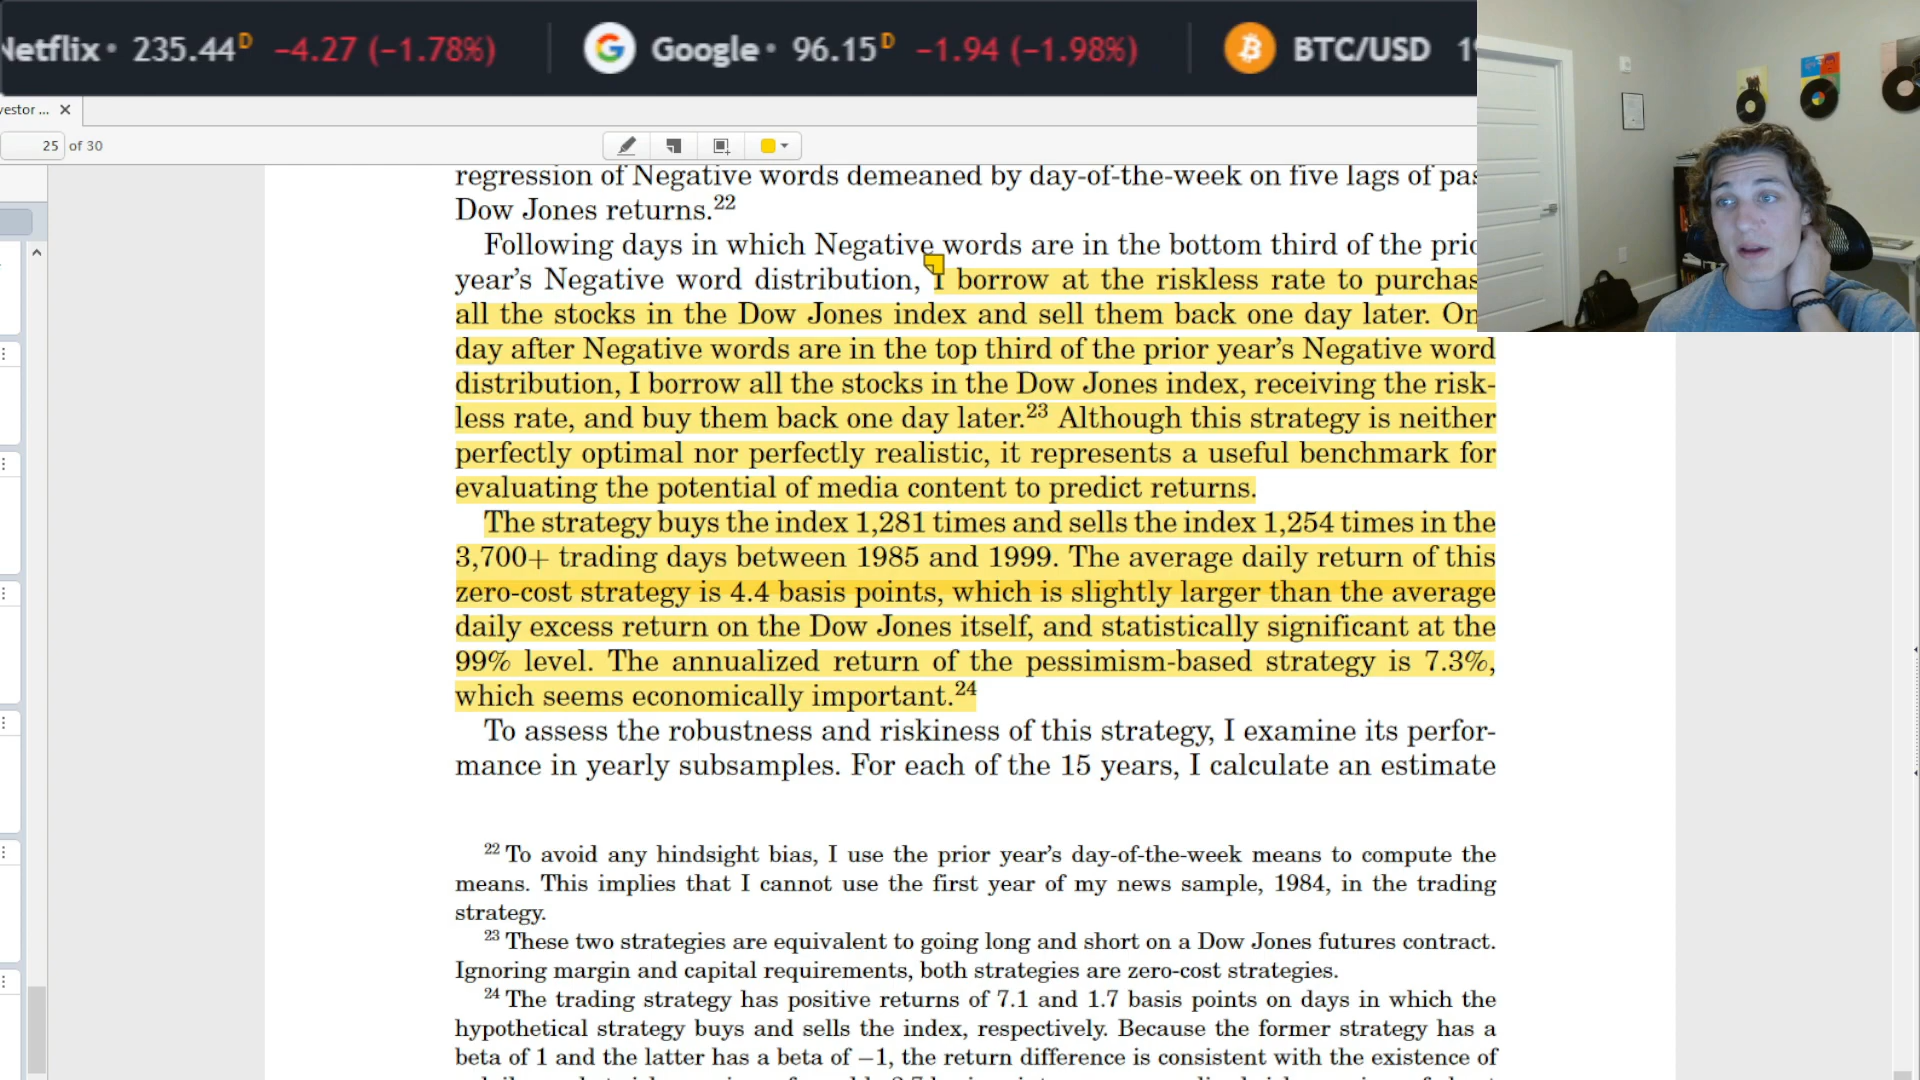 Netflix • 235.44 D −4.27 (−1.78%) Google • 96.15 D −1.94 (−1.98%) BTC/USD
25 of 30
regression of Negative words demeaned by day-of-the-week on five lags of
Dow Jones returns.22
Following days in which Negative words are in the bottom third of the
year’s Negative word distribution, I borrow at the riskless rate to
all the stocks in the Dow Jones index and sell them back one day later.
day after Negative words are in the top third of the prior year’s Negative word
distribution, I borrow all the stocks in the Dow Jones index, receiving the risk-
less rate, and buy them back one day later.23 Although this strategy is neither
perfectly optimal nor perfectly realistic, it represents a useful benchmark for
evaluating the potential of media content to predict returns.
The strategy buys the index 1,281 times and sells the index 1,254 times in the
3,700+ trading days between 1985 and 1999. The average daily return of this
zero-cost strategy is 4.4 basis points, which is slightly larger than the average
daily excess return on the Dow Jones itself, and statistically significant at the
99% level. The annualized return of the pessimism-based strategy is 7.3%,
which seems economically important.24
To assess the robustness and riskiness of this strategy, I examine its perfor-
mance in yearly subsamples. For each of the 15 years, I calculate an estimate
22 To avoid any hindsight bias, I use the prior year’s day-of-the-week means to compute the
means. This implies that I cannot use the first year of my news sample, 1984, in the trading
strategy.
23 These two strategies are equivalent to going long and short on a Dow Jones futures contract.
Ignoring margin and capital requirements, both strategies are zero-cost strategies.
24 The trading strategy has positive returns of 7.1 and 1.7 basis points on days in which the
hypothetical strategy buys and sells the index, respectively. Because the former strategy has a
beta of 1 and the latter has a beta of −1, the return difference is consistent with the existence of